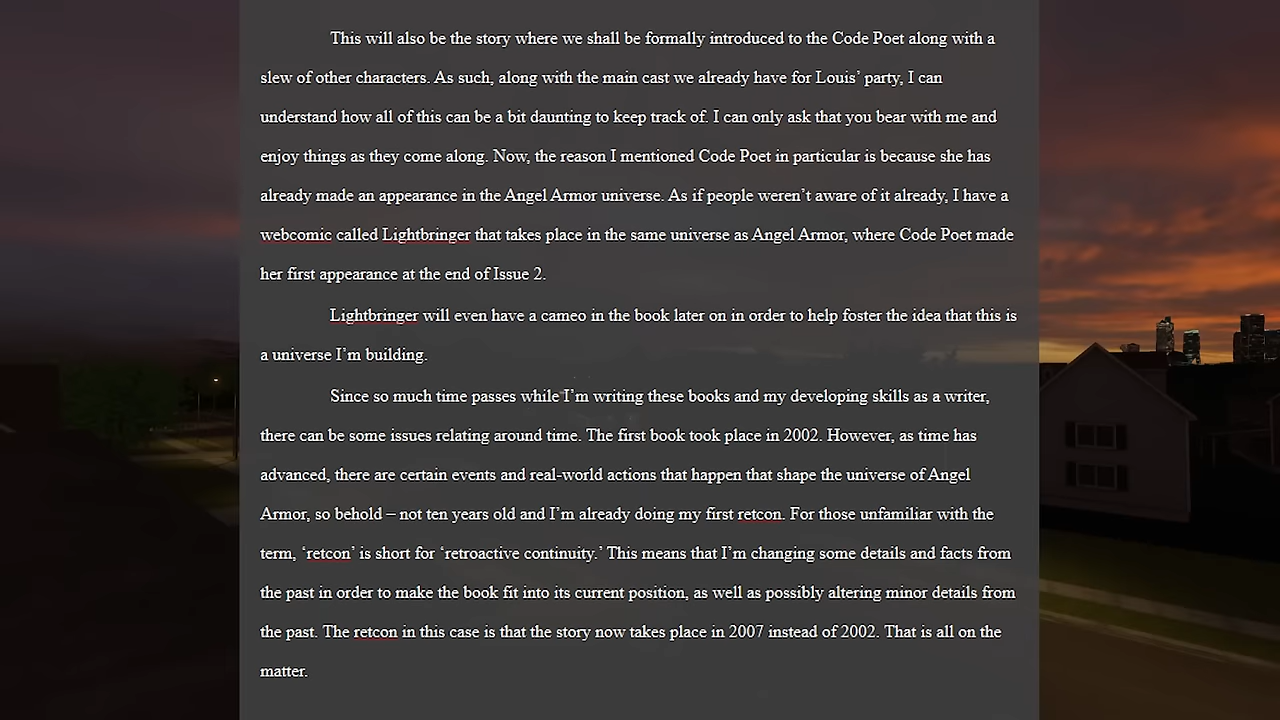 This will also be the story where we shall be formally introduced to the Code Poet along with a
slew of other characters. As such, along with the main cast we already have for Louis’ party, I can
understand how all of this can be a bit daunting to keep track of. I can only ask that you bear with me and
enjoy things as they come along. Now, the reason I mentioned Code Poet in particular is because she has
already made an appearance in the Angel Armor universe. As if people weren’t aware of it already, I have a
webcomic called Lightbringer that takes place in the same universe as Angel Armor, where Code Poet made
her first appearance at the end of Issue 2.
Lightbringer will even have a cameo in the book later on in order to help foster the idea that this is
a universe I’m building.
Since so much time passes while I’m writing these books and my developing skills as a writer,
there can be some issues relating around time. The first book took place in 2002. However, as time has
advanced, there are certain events and real-world actions that happen that shape the universe of Angel
Armor, so behold – not ten years old and I’m already doing my first retcon. For those unfamiliar with the
term, ‘retcon’ is short for ‘retroactive continuity.’ This means that I’m changing some details and facts from
the past in order to make the book fit into its current position, as well as possibly altering minor details from
the past. The retcon in this case is that the story now takes place in 2007 instead of 2002. That is all on the
matter.